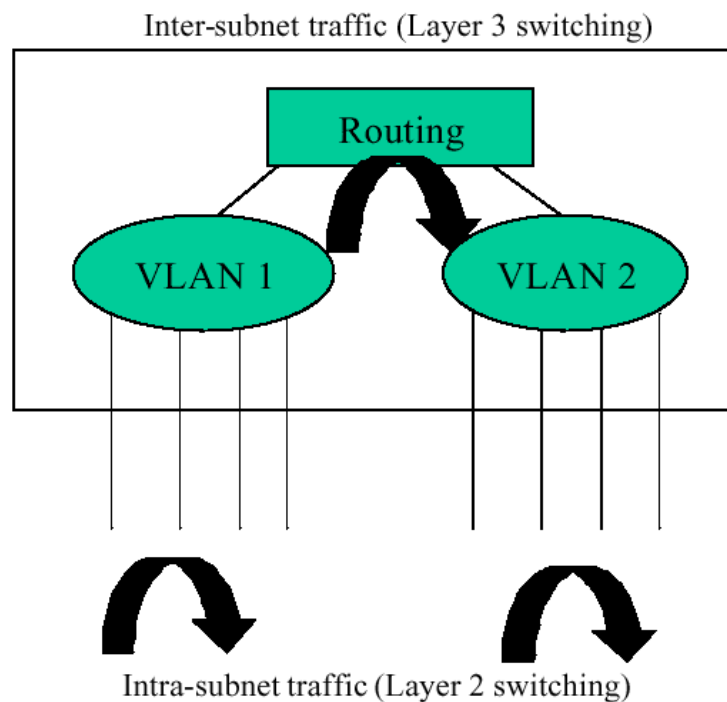 Inter-subnet traffic (Layer 3 switching)
Routing
VLAN 1
VLAN 2
Intra-subnet traffic (Layer 2 switching)